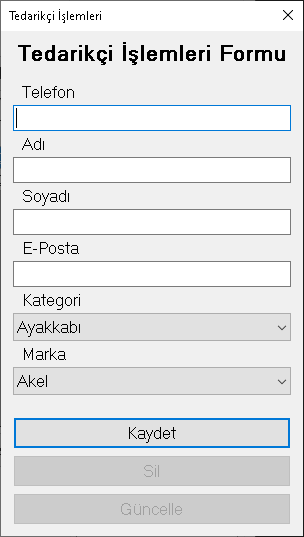 Tedarikçi İşlemleri
Tedarikçi İşlemleri Formu
Telefon
Adı
Soyadı
E-Posta
Kategori
Ayakkabı
Marka
Akel
Kaydet
Sil
Güncelle